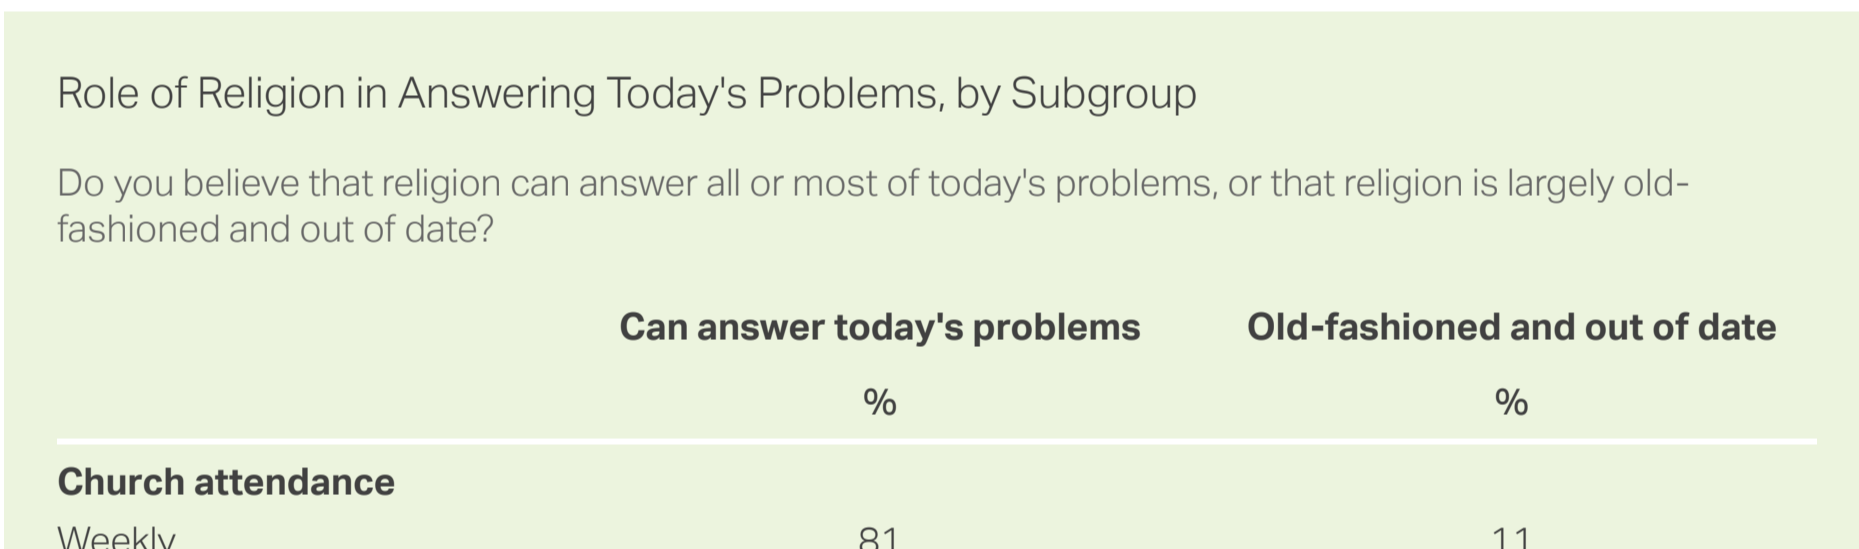 Role of Religion in Answering Today's Problems, by Subgroup
Do you believe that religion can answer all or most of today's problems, or that religion is largely old-
fashioned and out of date?
Can answer today's problems Old-fashioned and out of date
% %
Church attendance
Weekly 81 11